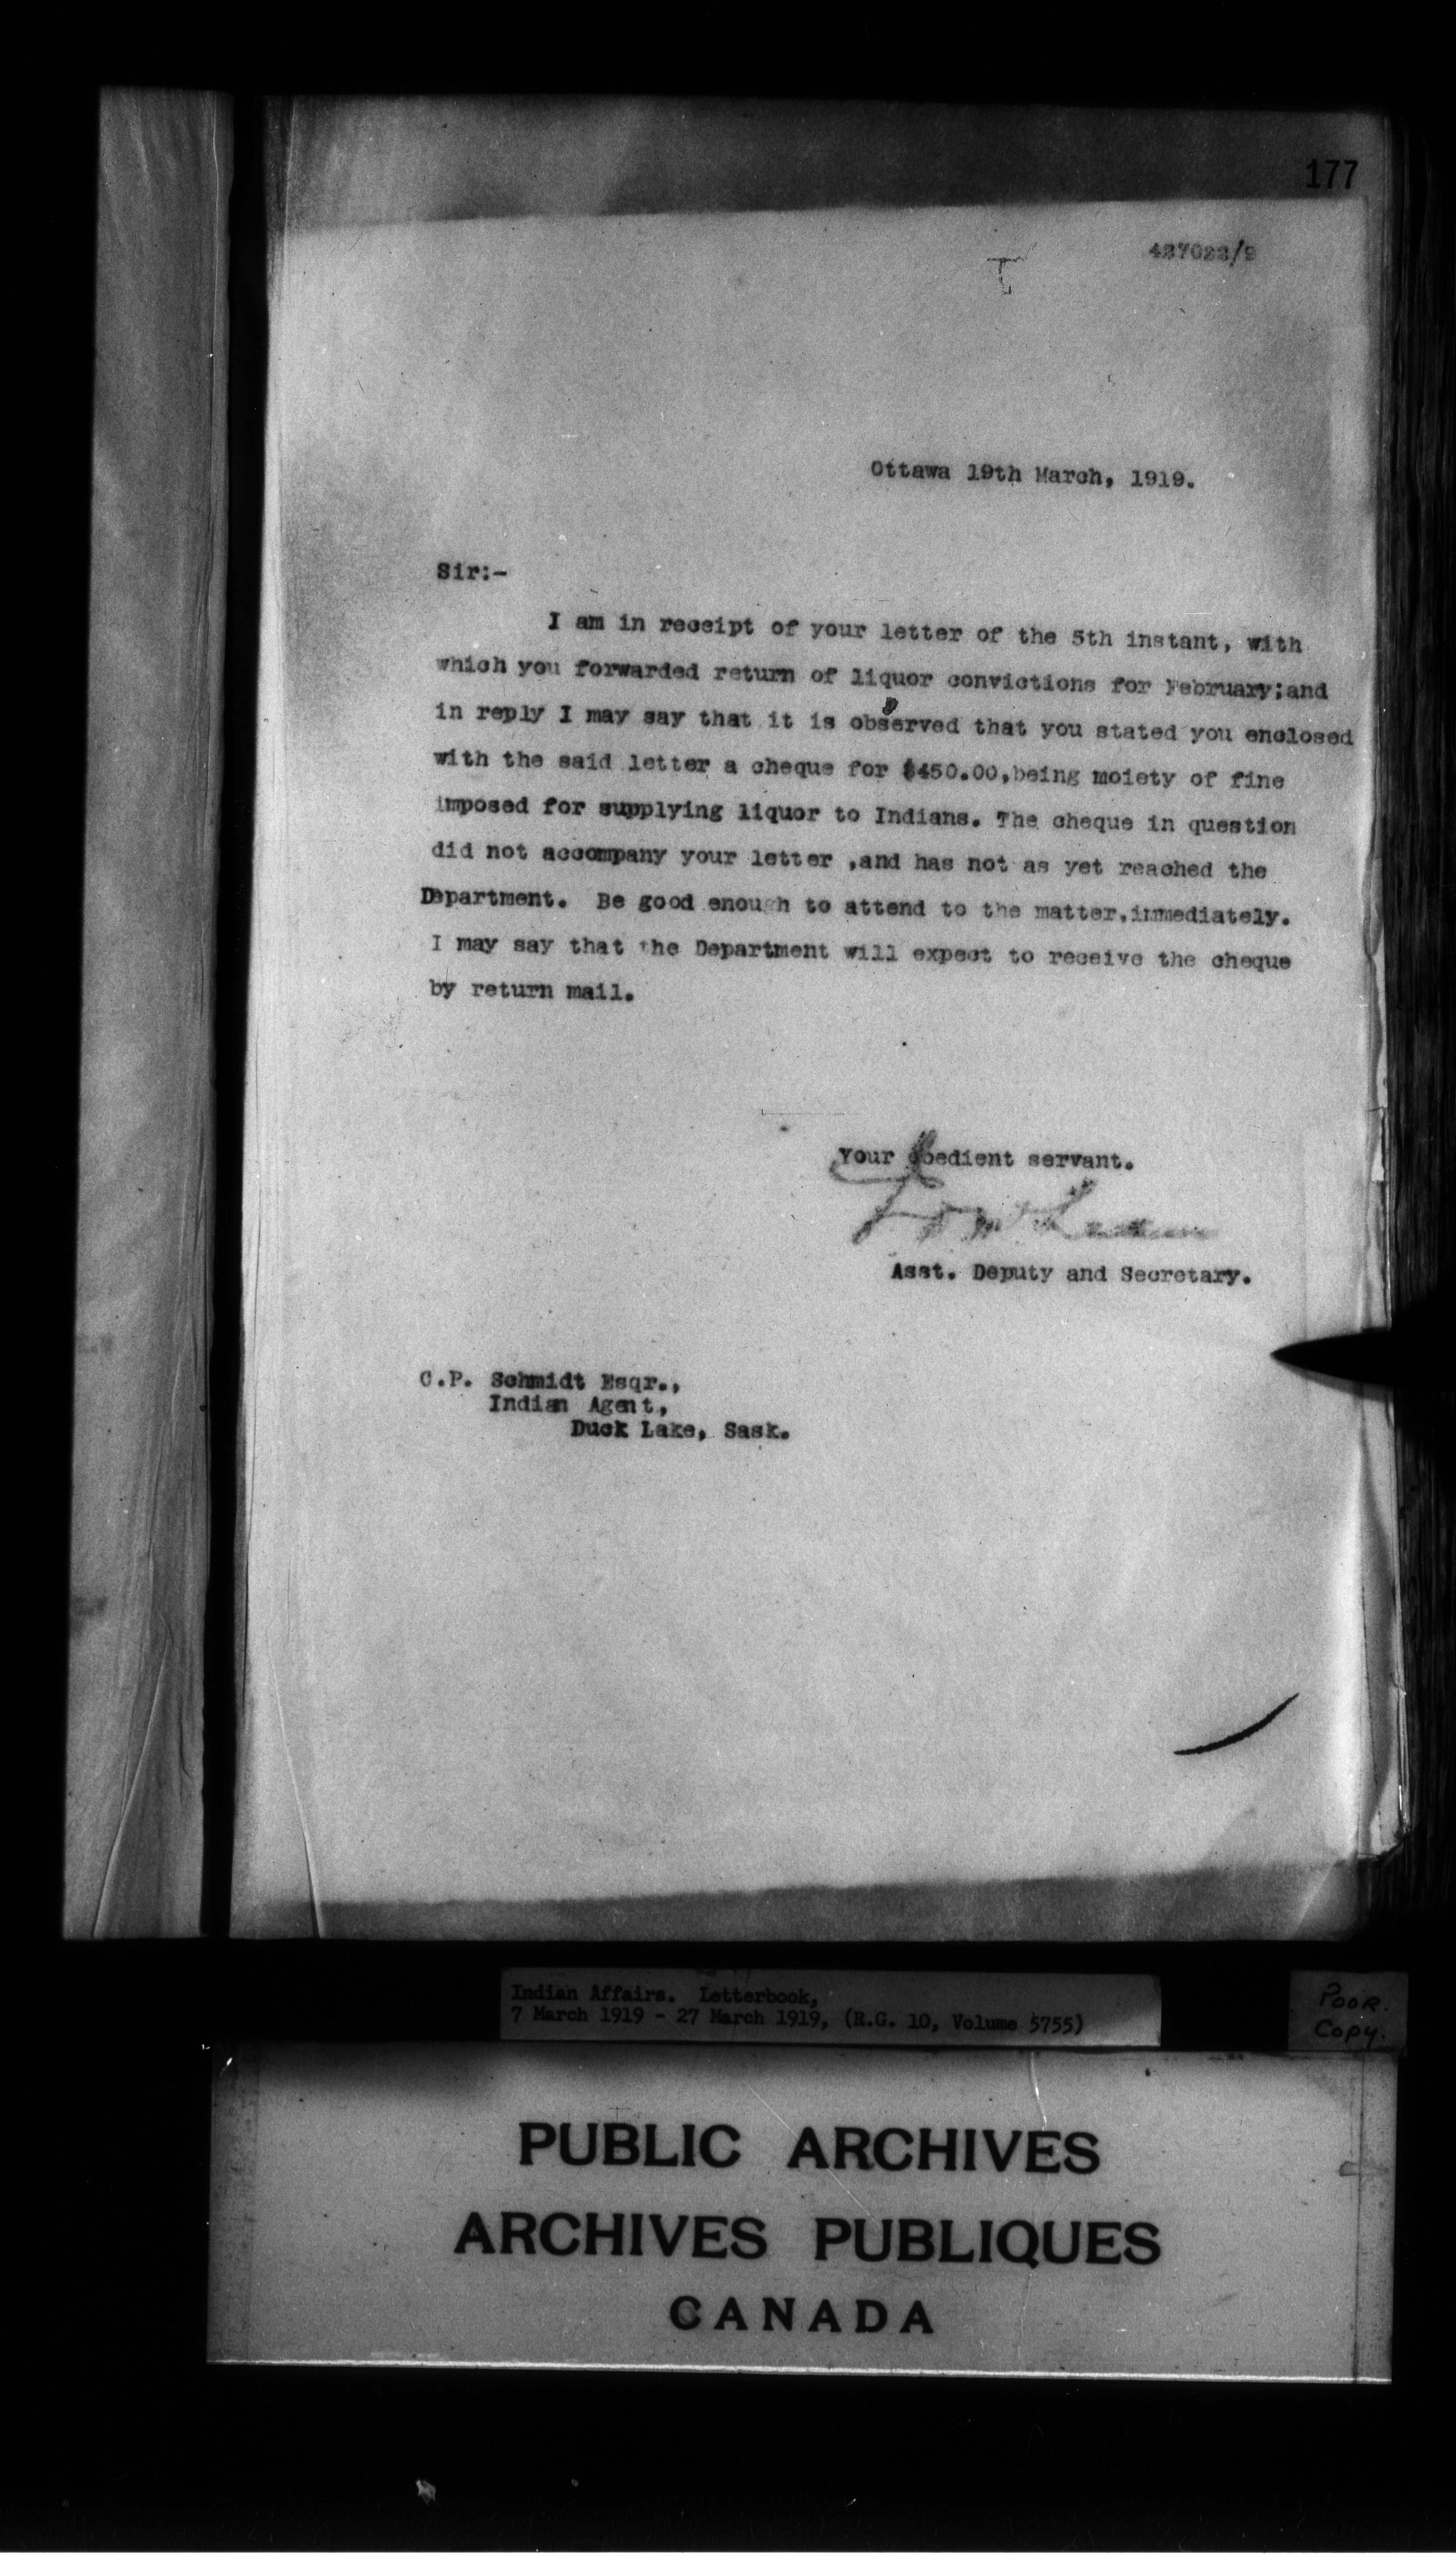 177
427022/9
Ottawa 19th March, 1919.
Sir:-
I am in receipt of your letter of the 5th instant, with
which you forwarded return of liquor convictions for February;and
in reply I may say that it is observed that you stated you enclosed
with the said letter a cheque for $450.00,being moiety of fine
imposed for supplying liquor to Indians. The cheque in question
did not accompany your letter ,and has not as yet reached the
Department. Be good enough to attend to the matter.immediately.
I may say that the Department will expect to receive the cheque
by return mail.
Your obedient servant.
Asst. Deputy and Secretary.
C.P. Schmidt Esqr.,
Indian Agent,
Duck Lake, Sask.
Indian Affairs. Letterbook,
7 March 1919 - 27 March 1919, (R.G. 10, Volume 5755)
POOR.
Copy.
PUBLIC ARCHIVES
ARCHIVES PUBLIQUES
CANADA